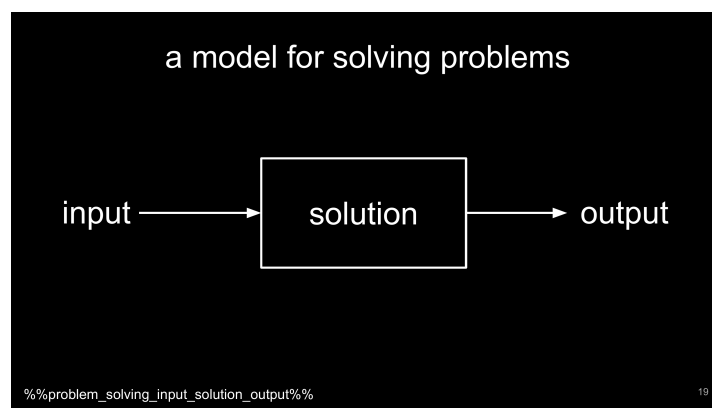 a model for solving problems
input solution output
%%problem_solving_input_solution_output%%
19